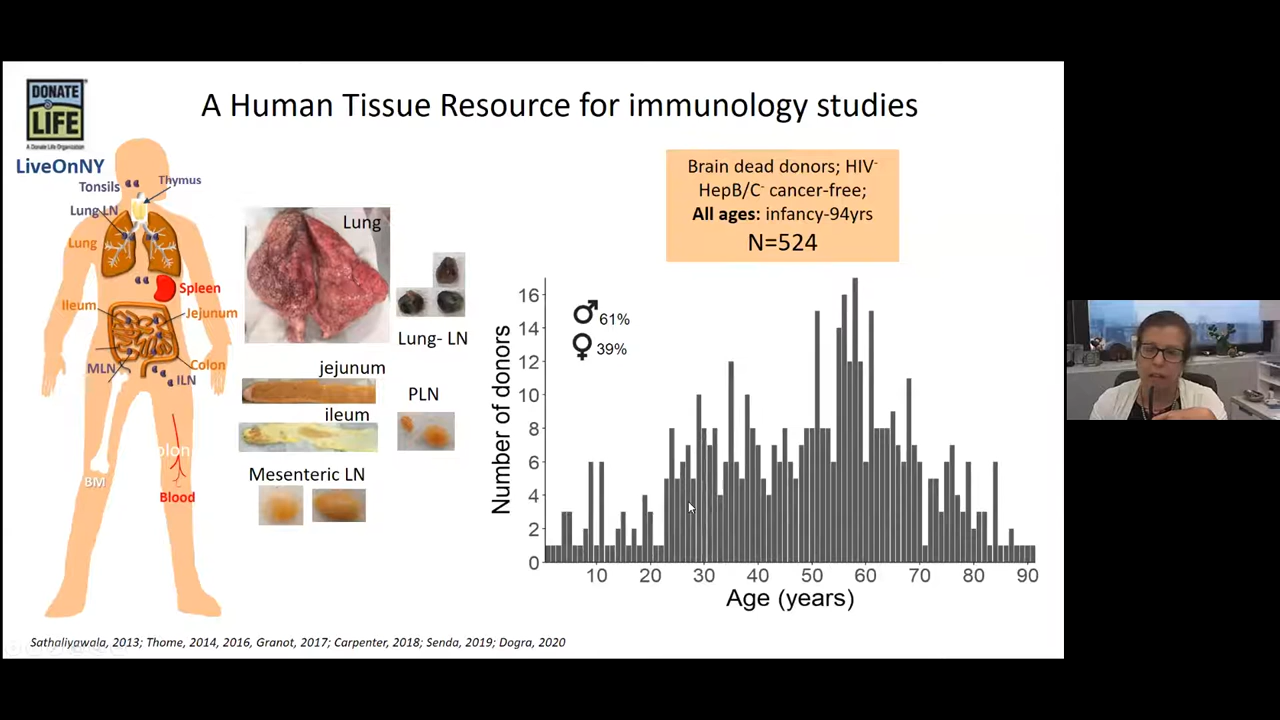 A Human Tissue Resource for immunology studies
DONATE
LIFE
A Donate Life Organization
LiveOnNY
Tonsils
Thymus
Lung LN
Lung
Spleen
Ileum
Jejunum
MLN
Colon
ILN
olon
BM
Blood
Lung
Lung- LN
jejunum
ileum
PLN
Mesenteric LN
Brain dead donors; HIV-
HepB/C- cancer-free;
All ages: infancy-94yrs
N=524
♂ 61%
♀ 39%
Number of donors
16
14
12
10
8
6
4
2
0
10 20 30 40 50 60 70 80 90
Age (years)
Sathaliyawala, 2013; Thome, 2014, 2016, Granot, 2017; Carpenter, 2018; Senda, 2019; Dogra, 2020